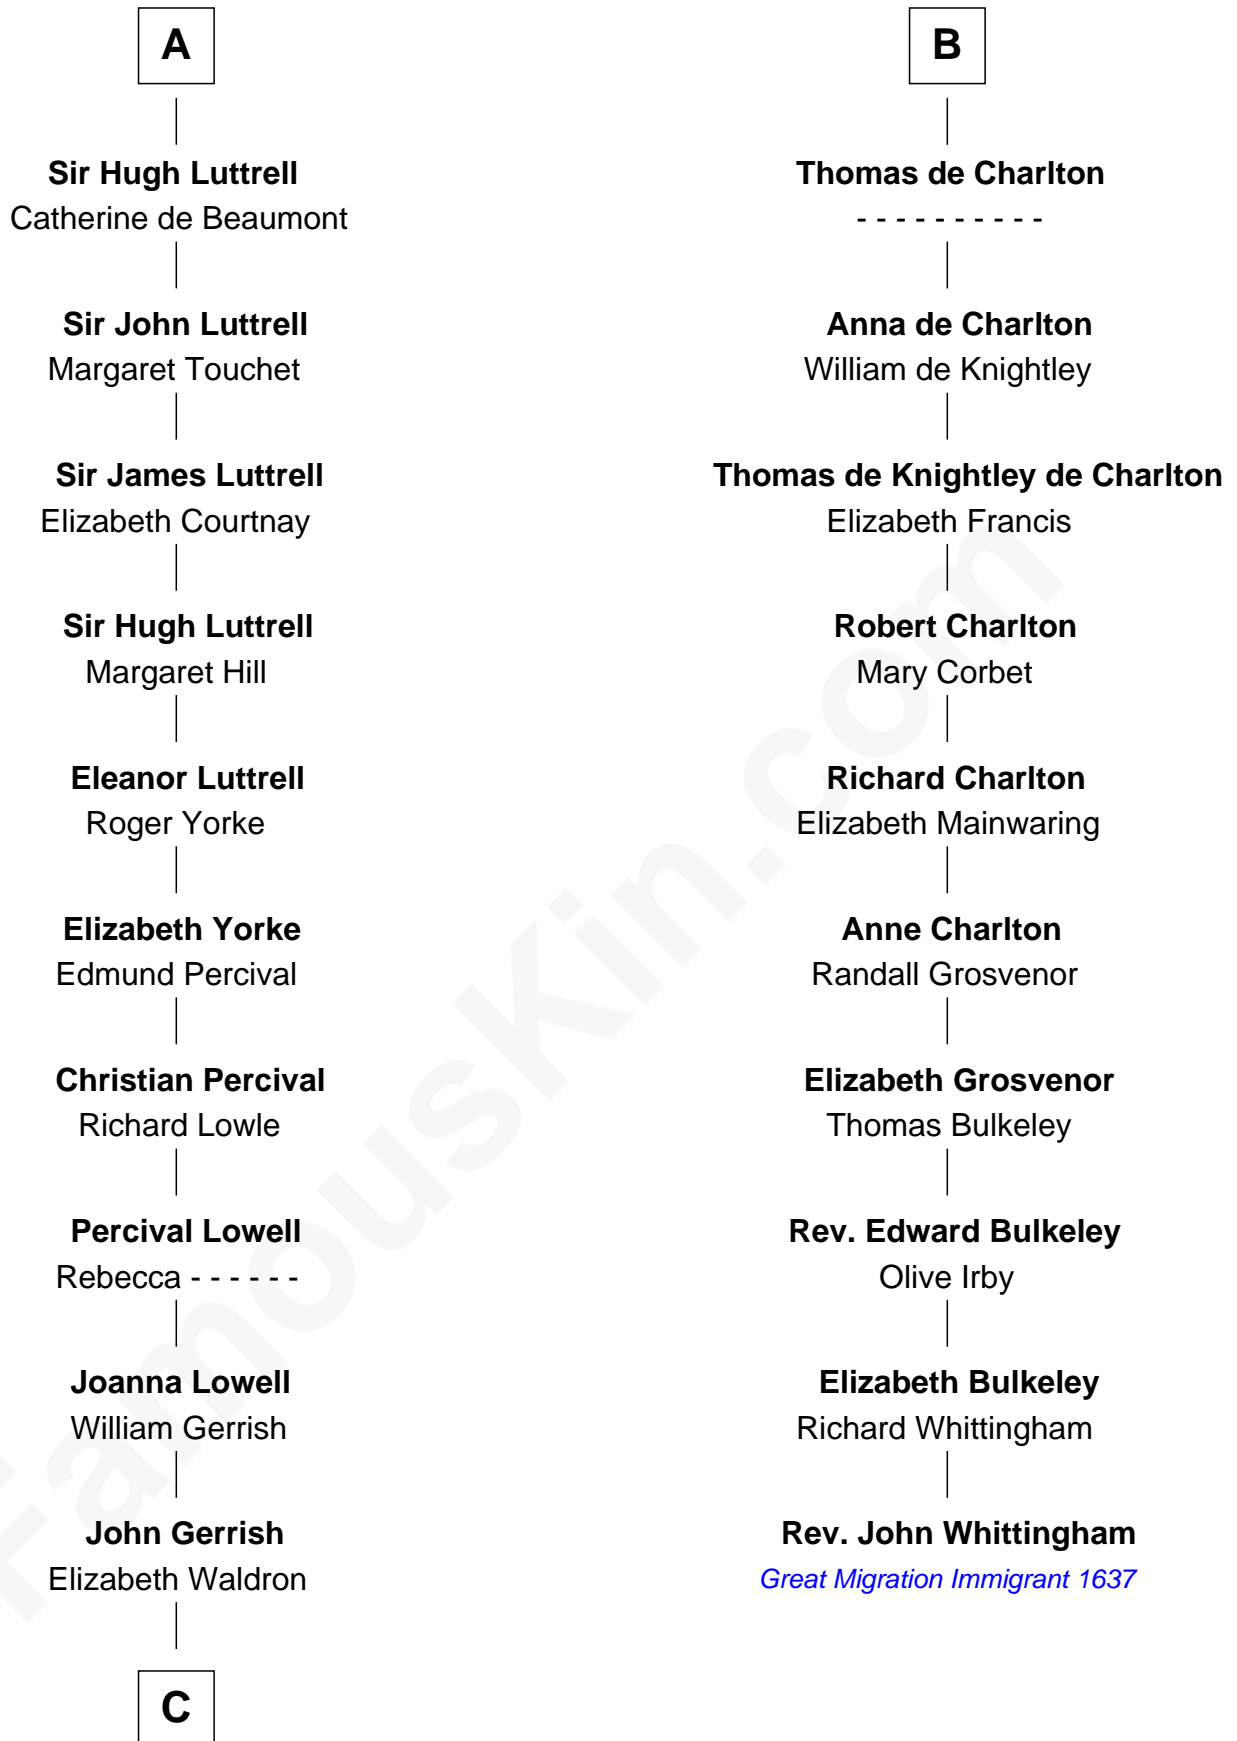 A
Sir Hugh Luttrell
Catherine de Beaumont
Sir John Luttrell
Margaret Touchet
Sir James Luttrell
Elizabeth Courtnay
Sir Hugh Luttrell
Margaret Hill
Eleanor Luttrell
Roger Yorke
Elizabeth Yorke
Edmund Percival
Christian Percival
Richard Lowle
Percival Lowell
Rebecca - - - - - -
Joanna Lowell
William Gerrish
John Gerrish
Elizabeth Waldron
C
B
Thomas de Charlton
- - - - - - - - - -
Anna de Charlton
William de Knightley
Thomas de Knightley de Charlton
Elizabeth Francis
Robert Charlton
Mary Corbet
Richard Charlton
Elizabeth Mainwaring
Anne Charlton
Randall Grosvenor
Elizabeth Grosvenor
Thomas Bulkeley
Rev. Edward Bulkeley
Olive Irby
Elizabeth Bulkeley
Richard Whittingham
Rev. John Whittingham
Great Migration Immigrant 1637
FamousKin.com